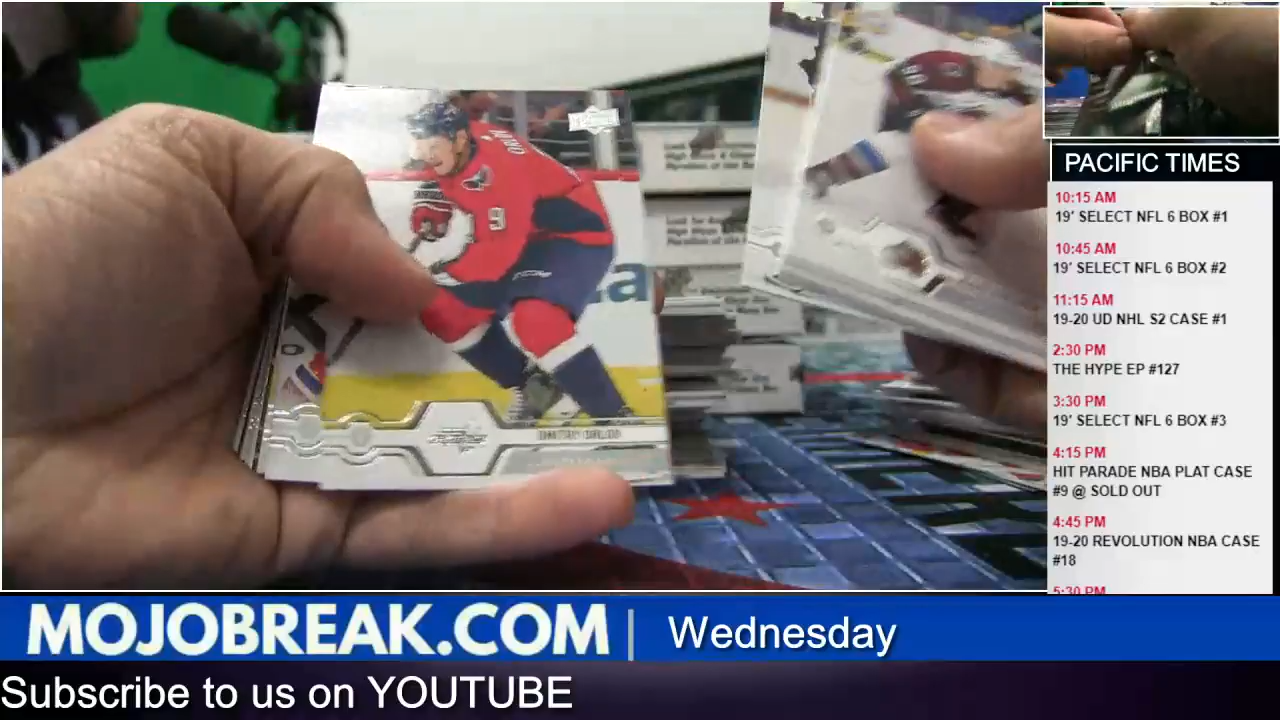 ORLOV
9
DMITRY ORLOV
PACIFIC TIMES
10:15 AM
19' SELECT NFL 6 BOX #1
10:45 AM
19' SELECT NFL 6 BOX #2
11:15 AM
19-20 UD NHL S2 CASE #1
2:30 PM
THE HYPE EP #127
3:30 PM
19' SELECT NFL 6 BOX #3
4:15 PM
HIT PARADE NBA PLAT CASE
#9 @ SOLD OUT
4:45 PM
19-20 REVOLUTION NBA CASE
#18
5:30 PM
MOJOBREAK.COM | Wednesday
Subscribe to us on YOUTUBE